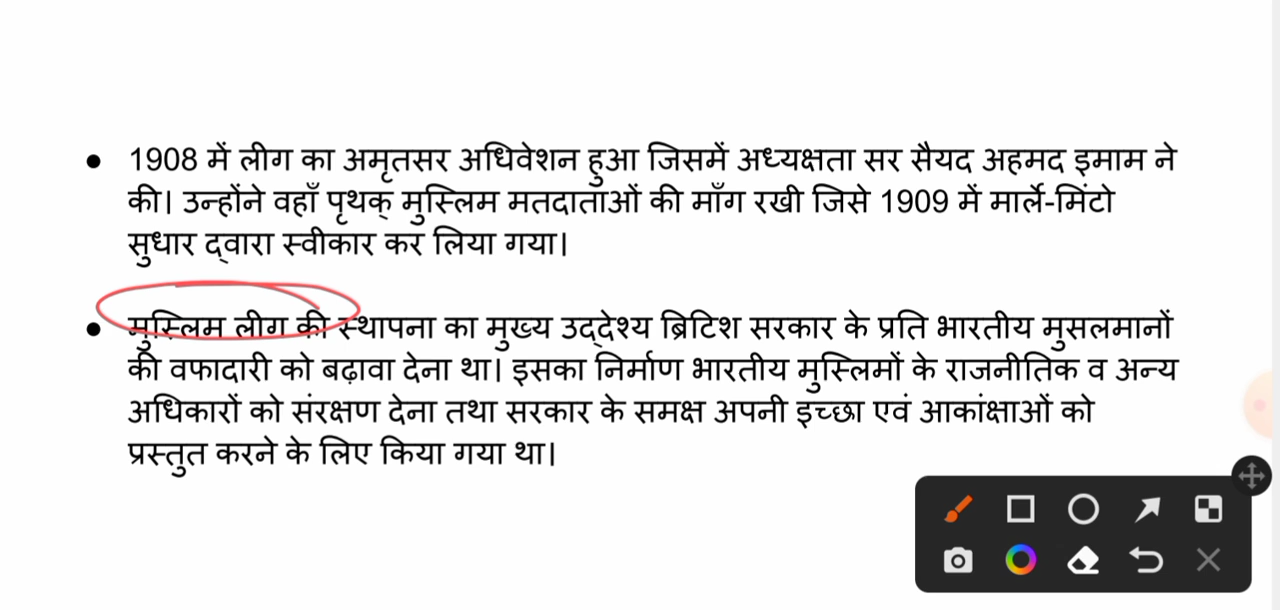 ● 1908 में लीग का अमृतसर अधिवेशन हुआ जिसमें अध्यक्षता सर सैयद अहमद इमाम ने
की। उन्होंने वहाँ पृथक् मुस्लिम मतदाताओं की माँग रखी जिसे 1909 में मार्ले-मिंटो
सुधार द्वारा स्वीकार कर लिया गया।
● मुस्लिम लीग की स्थापना का मुख्य उद्देश्य ब्रिटिश सरकार के प्रति भारतीय मुसलमानों
की वफादारी को बढ़ावा देना था। इसका निर्माण भारतीय मुस्लिमों के राजनीतिक व अन्य
अधिकारों को संरक्षण देना तथा सरकार के समक्ष अपनी इच्छा एवं आकांक्षाओं को
प्रस्तुत करने के लिए किया गया था।